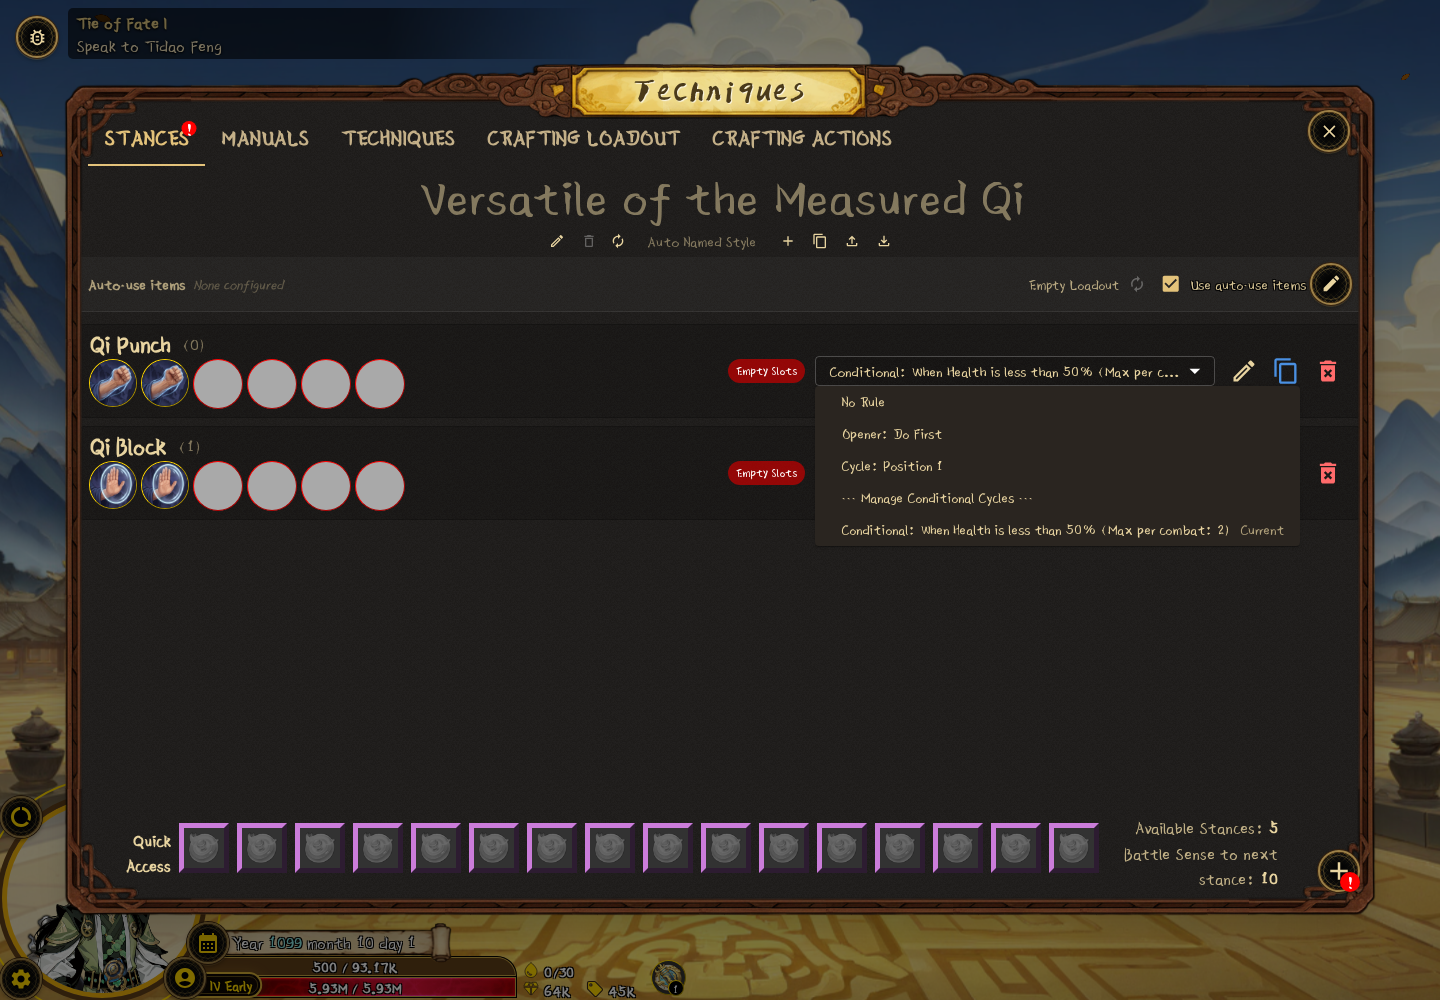 Tie of Fate 1
Speak to Tidao Feng
Techniques
STANCES
!
MANUALS
TECHNIQUES
CRAFTING LOADOUT
CRAFTING ACTIONS
Versatile of the Measured Qi
Auto Named Style
Auto-use items None configured
Empty Loadout
Use auto-use items
Qi Punch (0)
Empty Slots
Conditional: When Health is less than 50% (Max per c...
No Rule
Opener: Do First
Cycle: Position 1
--- Manage Conditional Cycles ---
Conditional: When Health is less than 50% (Max per combat: 2) Current
Qi Block (1)
Empty Slots
Quick
Access
Available Stances: 5
Battle Sense to next
stance: 10
!
Year 1099 month 10 day 1
500 / 93.17K
IV Early
5.93M / 5.93M
0/30
64K
45K